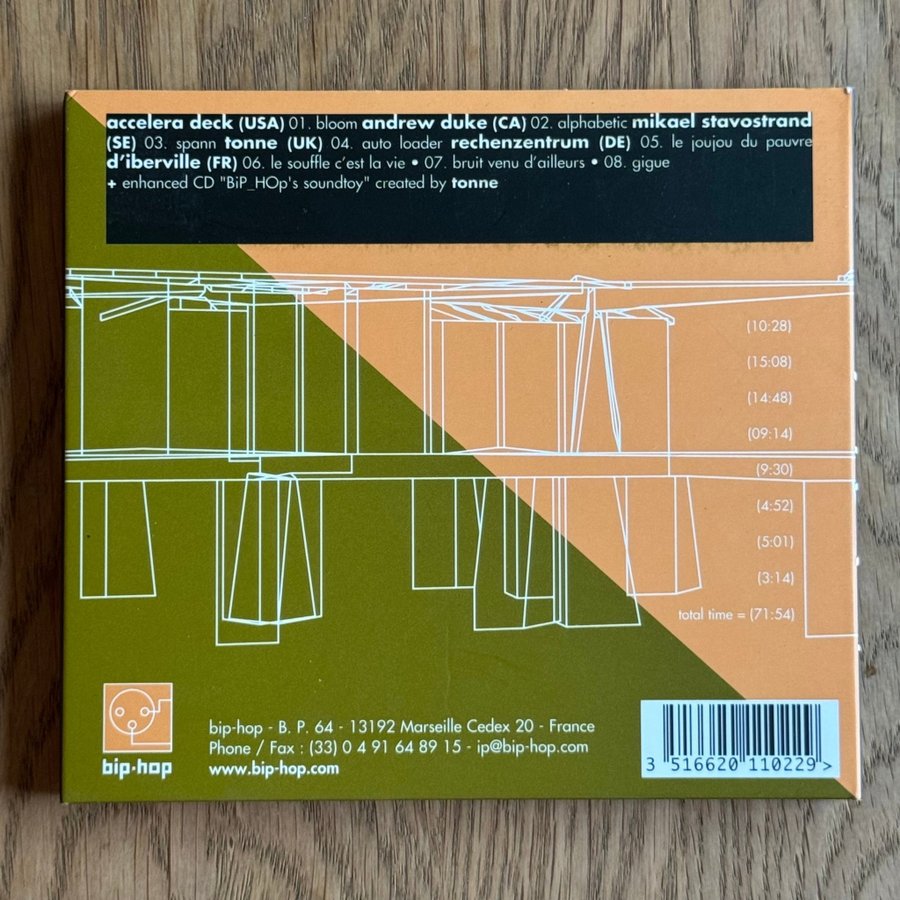 accelera deck (USA) 01. bloom andrew duke (CA) 02. alphabetic mikael stavostrand
(SE) 03. spann tonne (UK) 04. auto loader rechenzentrum (DE) 05. le joujou du pauvre
d'iberville (FR) 06. le souffle c'est la vie • 07. bruit venu d'ailleurs • 08. gigue
+ enhanced CD "BiP_HOp's soundtoy" created by tonne
(10:28)
(15:08)
(14:48)
(09:14)
(9:30)
(4:52)
(5:01)
(3:14)
total time = (71:54)
bip-hop
bip-hop - B. P. 64 - 13192 Marseille Cedex 20 - France
Phone / Fax : (33) 0 4 91 64 89 15 - ip@bip-hop.com
www.bip-hop.com
3 516620 110229 >